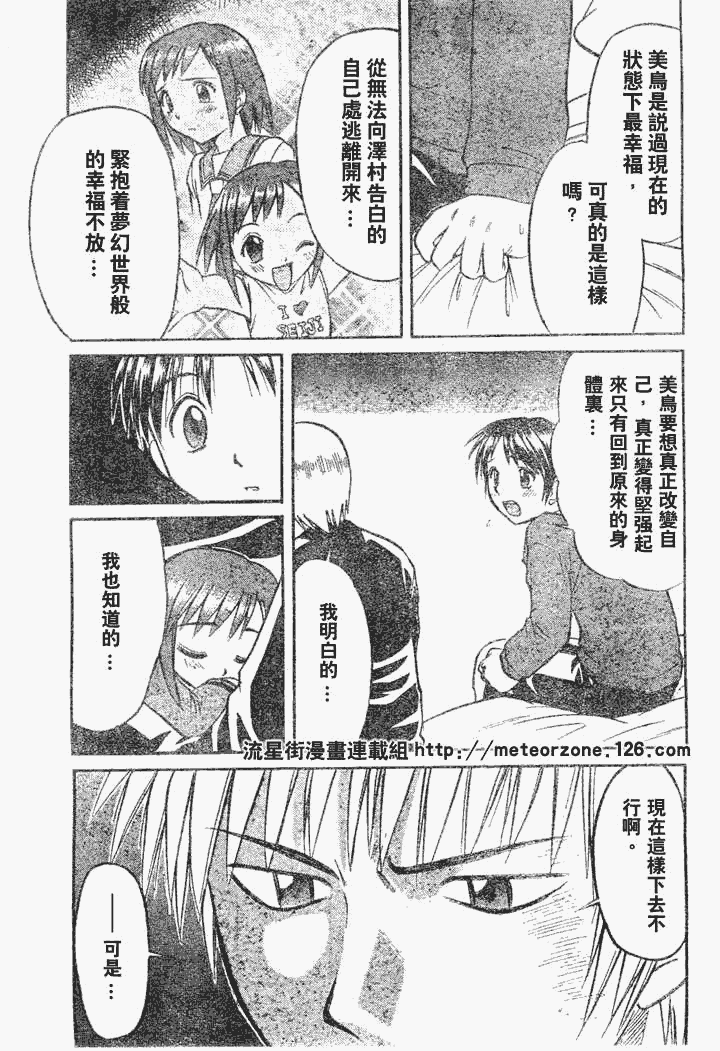 美鳥是説過現在的
狀態下最幸福，
可真的是這樣
嗎？
從無法向澤村告白的
自己處逃離開來…
緊抱着夢幻世界般
的幸福不放…
I ♥
SEIJI
美鳥要想真正改變自
己，真正變得堅强起
來只有回到原來的身
體裏…
我明白的…
我也知道的…
流星街漫畫連載組 http://meteorzone.126.com
現在這樣下去不
行啊。
——可是…